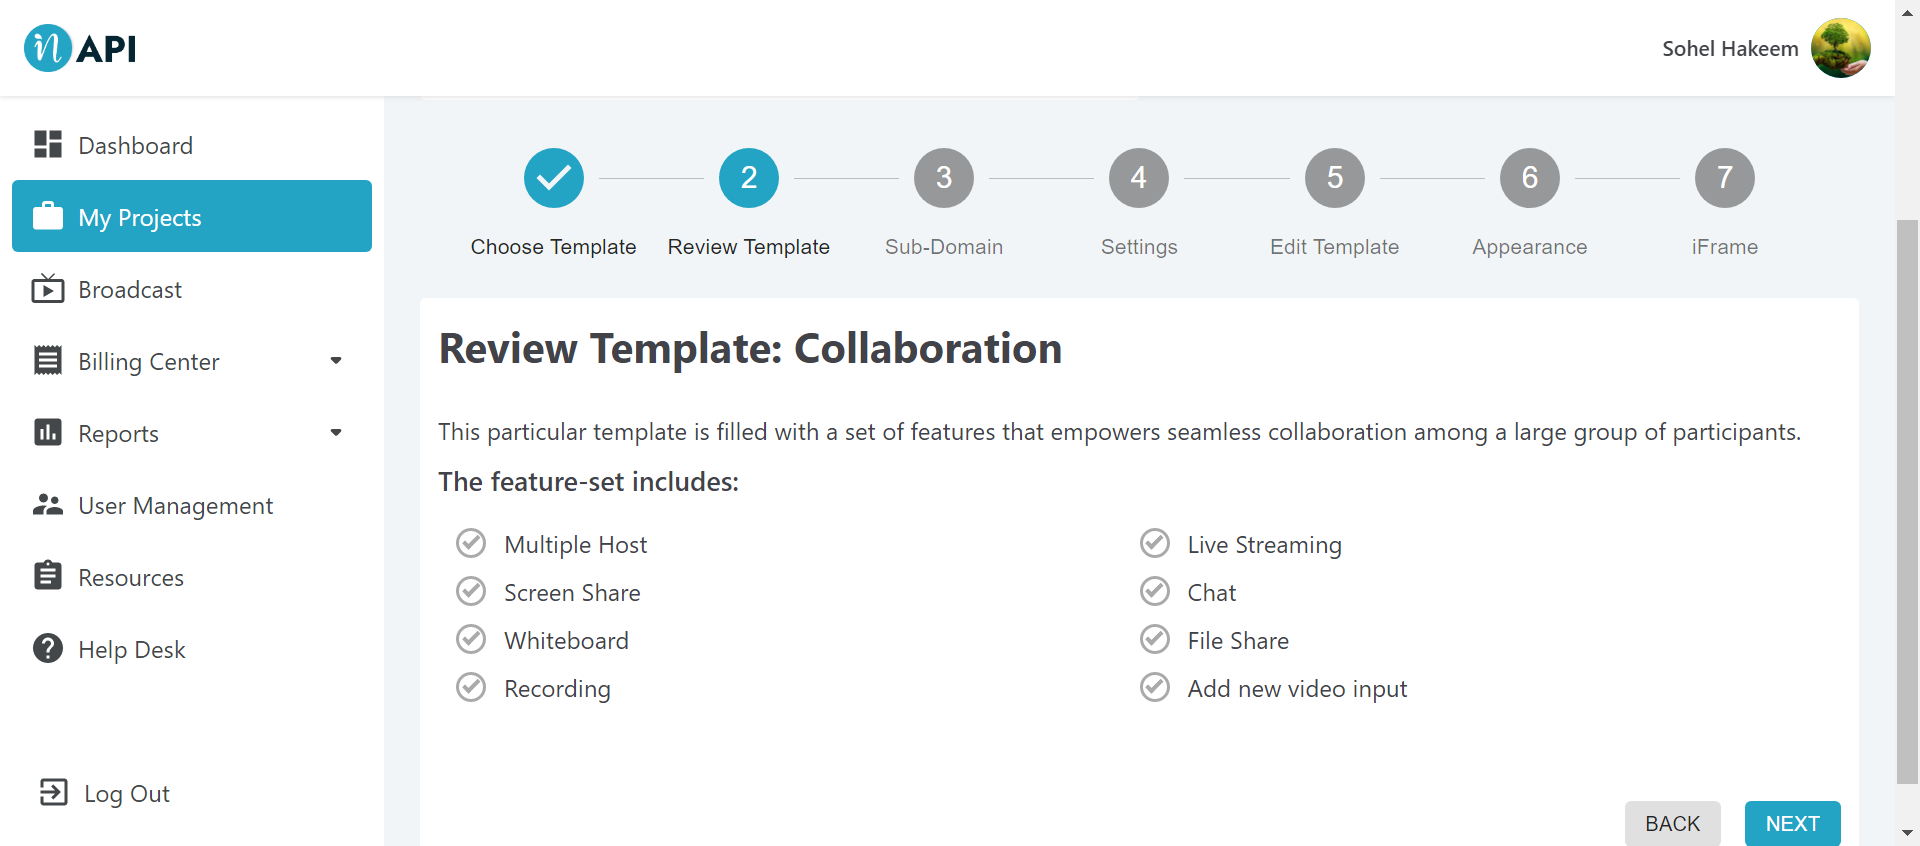 in API
Sohel Hakeem
Dashboard
My Projects
Broadcast
Billing Center
Reports
User Management
Resources
Help Desk
Log Out
2 3 4 5 6 7
Choose Template Review Template Sub-Domain Settings Edit Template Appearance iFrame
Review Template: Collaboration
This particular template is filled with a set of features that empowers seamless collaboration among a large group of participants.
The feature-set includes:
Multiple Host
Screen Share
Whiteboard
Recording
Live Streaming
Chat
File Share
Add new video input
BACK NEXT